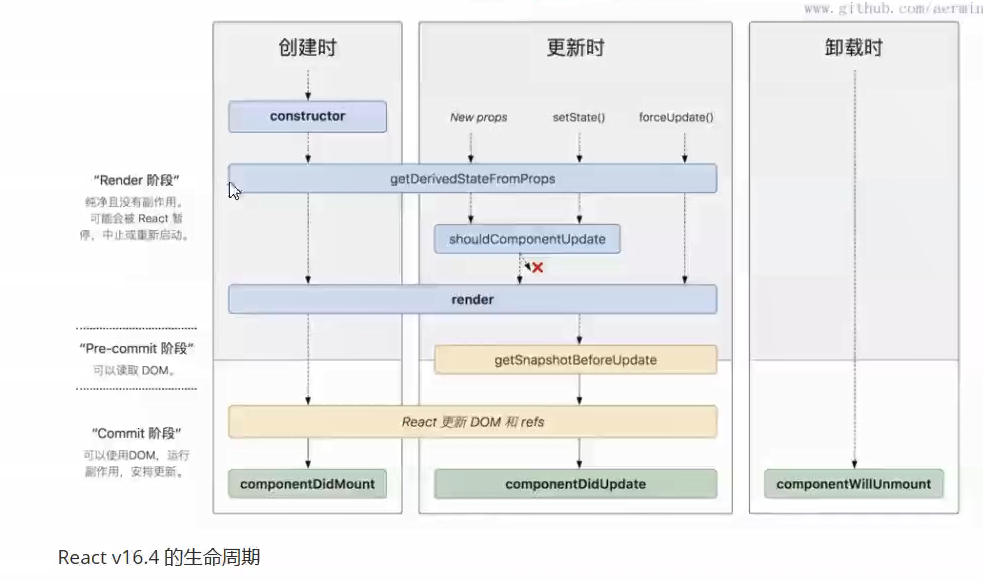 www.github.com/aermin
创建时
更新时
卸载时
constructor
New props
setState()
forceUpdate()
“Render 阶段”
纯净且没有副作用。
可能会被 React 暂
停，中止或重新启动。
getDerivedStateFromProps
shouldComponentUpdate
render
“Pre-commit 阶段”
可以读取 DOM。
getSnapshotBeforeUpdate
React 更新 DOM 和 refs
“Commit 阶段”
可以使用DOM，运行
副作用，安排更新。
componentDidMount
componentDidUpdate
componentWillUnmount
React v16.4 的生命周期